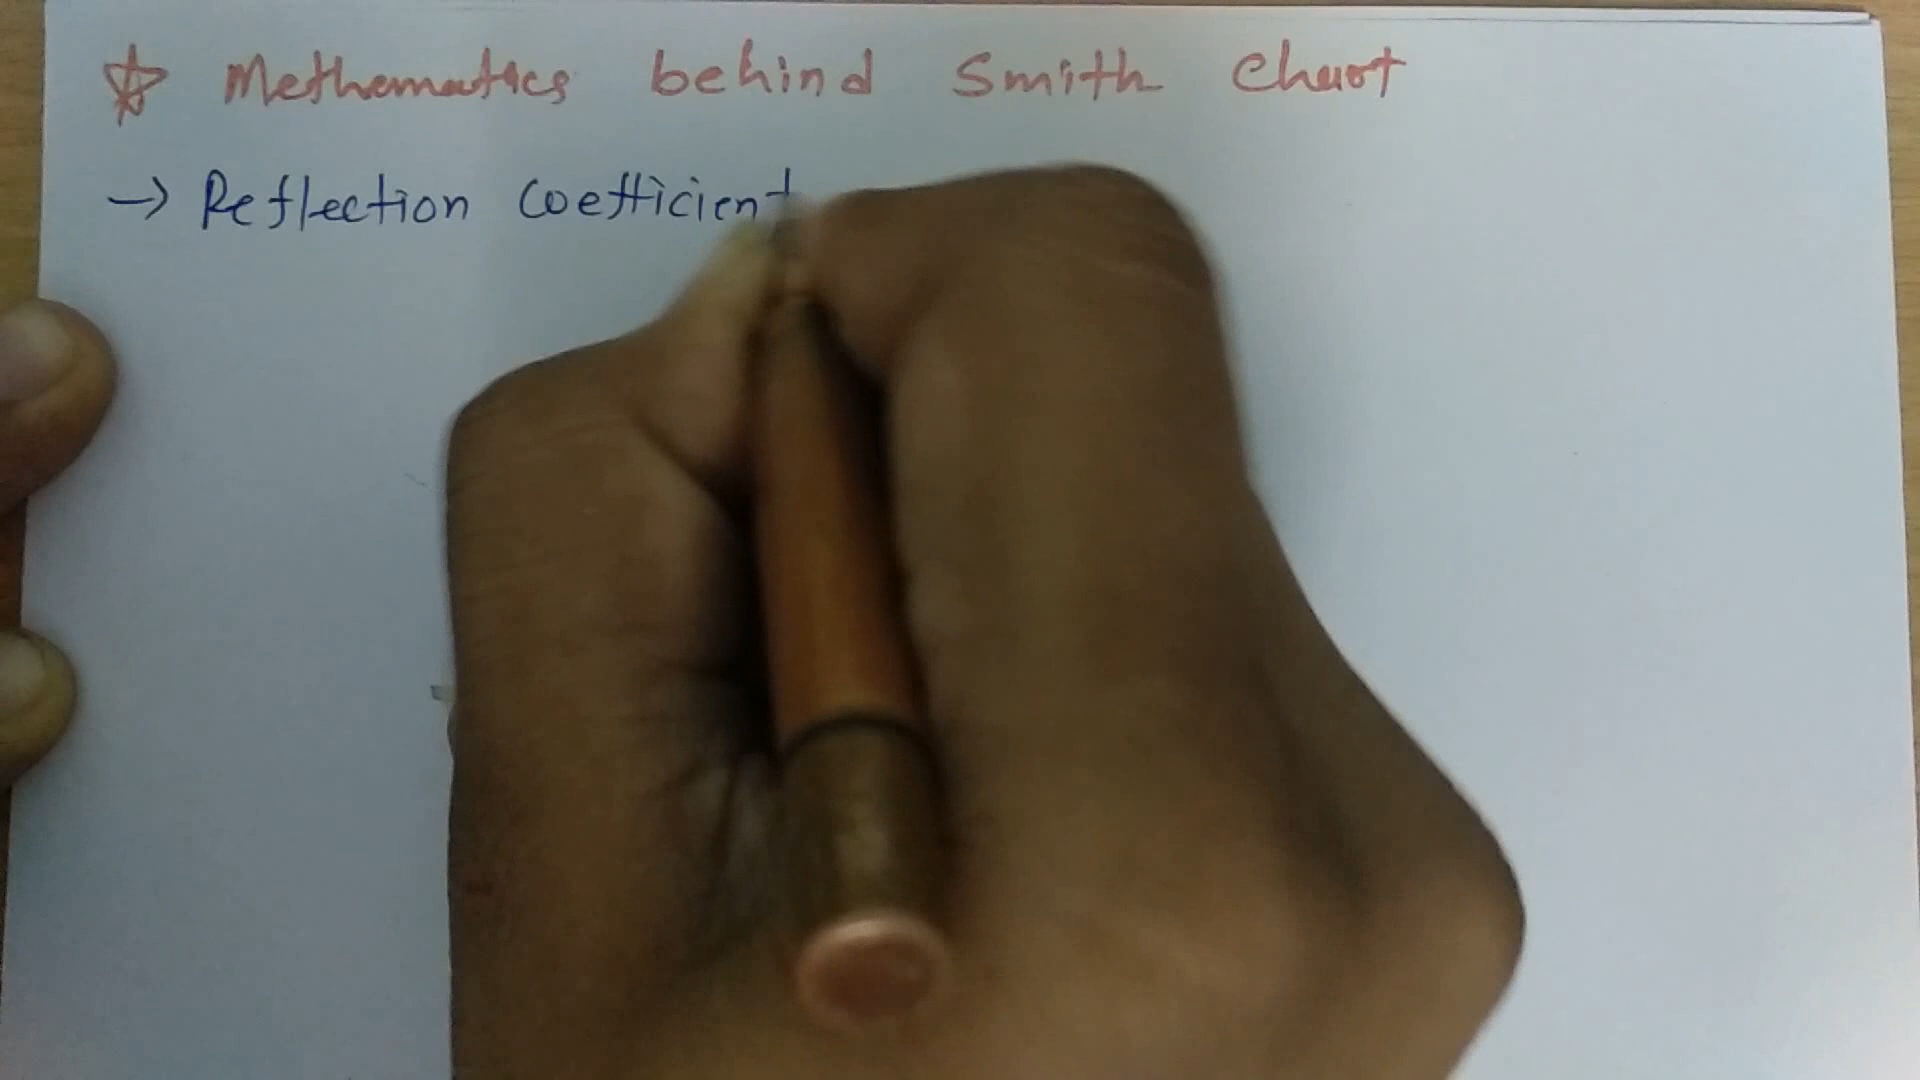 ☆ Methematics behind Smith Chart
→ Reflection coefficient